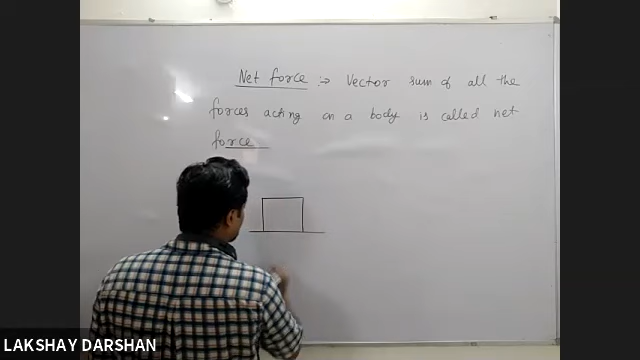 Net force :→ Vector sum of all the
forces acting on a body is called net
force
LAKSHAY DARSHAN